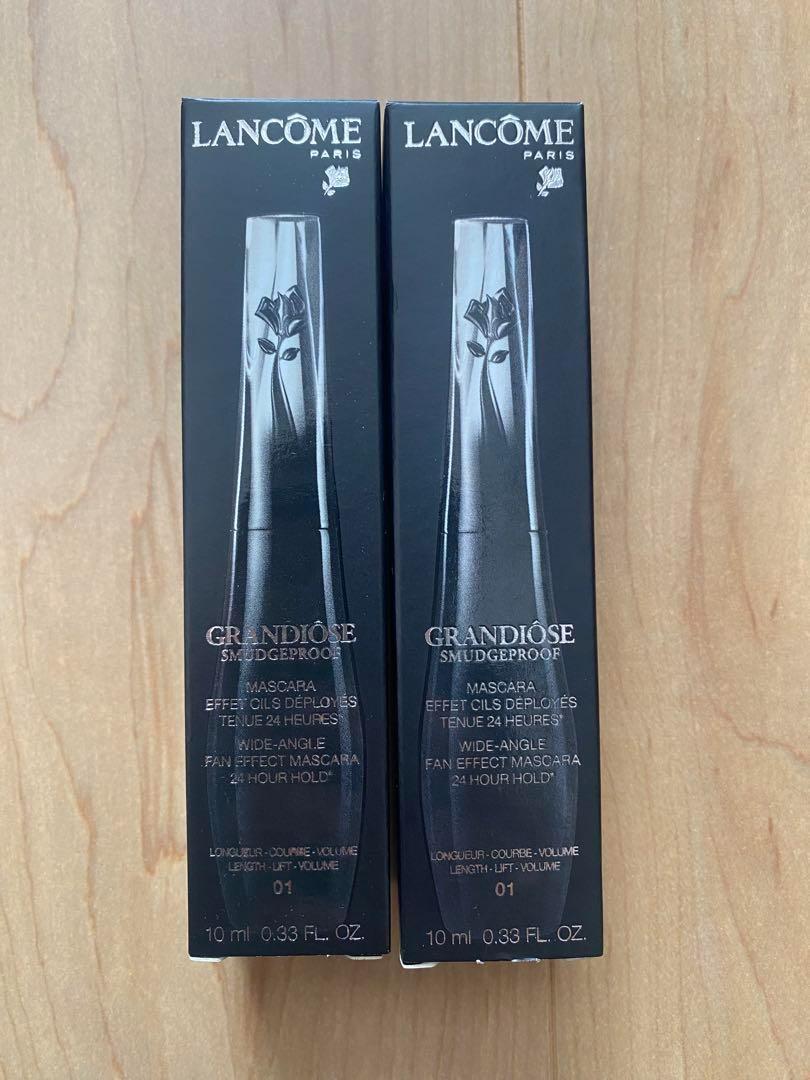 LANCÔME
PARIS
GRANDIÔSE
SMUDGEPROOF
MASCARA
EFFET CILS DÉPLOYÉS
TENUE 24 HEURES*
WIDE-ANGLE
FAN EFFECT MASCARA
24 HOUR HOLD*
LONGUEUR - COURBE - VOLUME
LENGTH - LIFT - VOLUME
01
10 ml 0.33 FL. OZ.
LANCÔME
PARIS
GRANDIÔSE
SMUDGEPROOF
MASCARA
EFFET CILS DÉPLOYÉS
TENUE 24 HEURES*
WIDE-ANGLE
FAN EFFECT MASCARA
24 HOUR HOLD*
LONGUEUR - COURBE - VOLUME
LENGTH - LIFT - VOLUME
01
10 ml 0.33 FL. OZ.